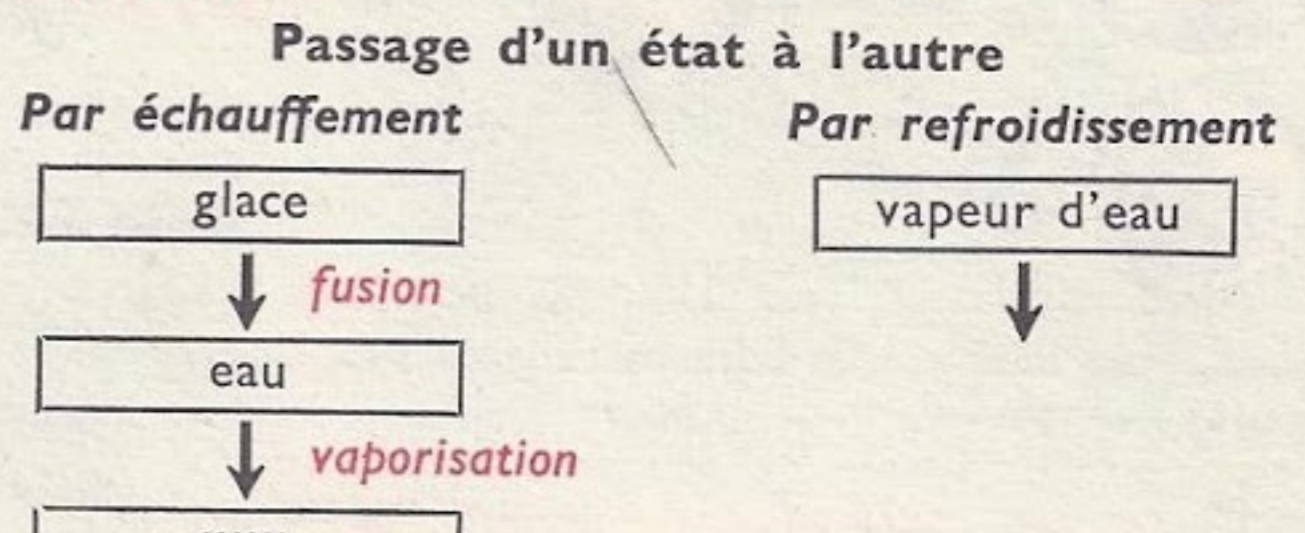 Passage d'un état à l'autre
Par échauffement
Par refroidissement
glace
vapeur d'eau
fusion
eau
vaporisation